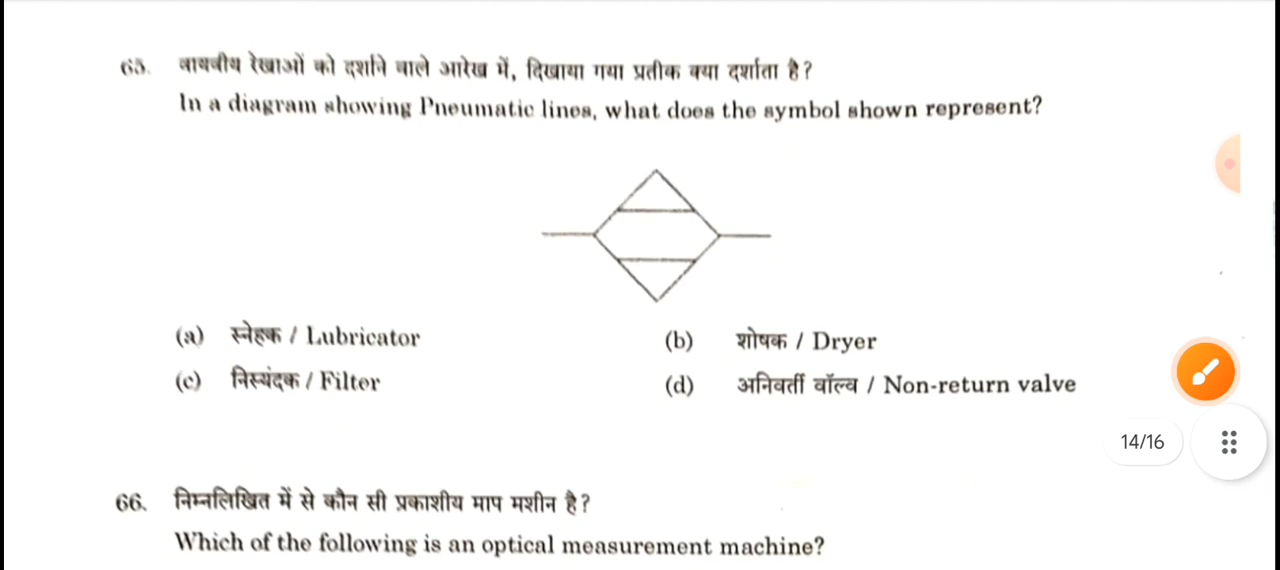 65. वायवीय रेखाओं को दर्शाने वाले आरेख में, दिखाया गया प्रतीक क्या दर्शाता है?
In a diagram showing Pneumatic lines, what does the symbol shown represent?
(a) स्नेहक / Lubricator (b) शोषक / Dryer
(c) निस्यंदक / Filter (d) अनिवर्ती वॉल्व / Non-return valve
14/16
66. निम्नलिखित में से कौन सी प्रकाशीय माप मशीन है?
Which of the following is an optical measurement machine?